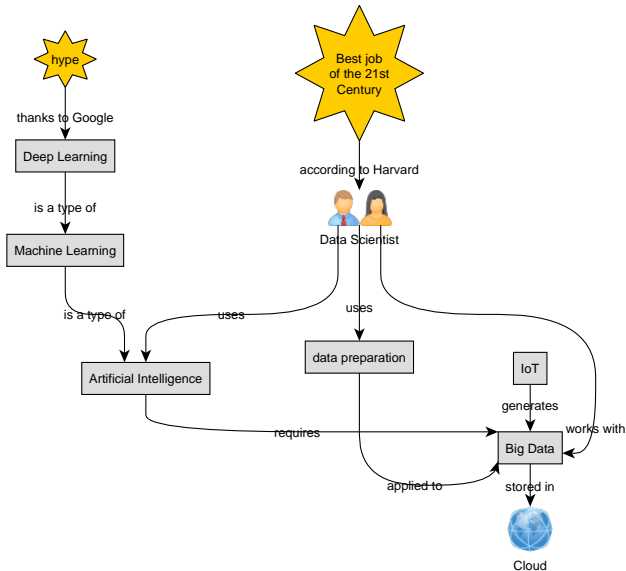 hype
Best job
of the 21st
Century
thanks to Google
Deep Learning
according to Harvard
is a type of
Data Scientist
Machine Learning
is a type of
uses
uses
data preparation
IoT
Artificial Intelligence
generates
requires
works with
Big Data
applied to
stored in
Cloud